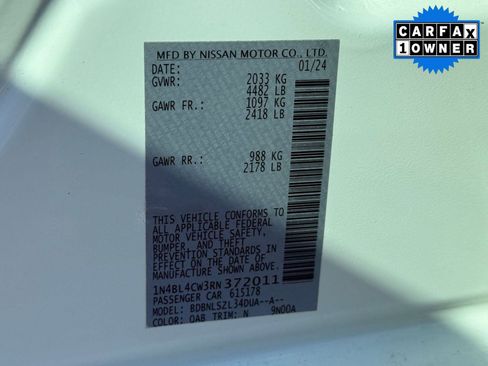 CARFAX
1 OWNER
MFD BY NISSAN MOTOR CO., LTD.
DATE: 01/24
GVWR: 2033 KG
4482 LB
GAWR FR.: 1097 KG
2418 LB
GAWR RR.: 988 KG
2178 LB
THIS VEHICLE CONFORMS TO
ALL APPLICABLE FEDERAL
MOTOR VEHICLE SAFETY,
BUMPER, AND THEFT
PREVENTION STANDARDS IN
EFFECT ON THE DATE OF
MANUFACTURE SHOWN ABOVE.
1N4BL4CW3RN372011
PASSENGER CAR 615178
MODEL: BDBNLSZL34DUA--A--
COLOR: QAB TRIM: N 9N00A